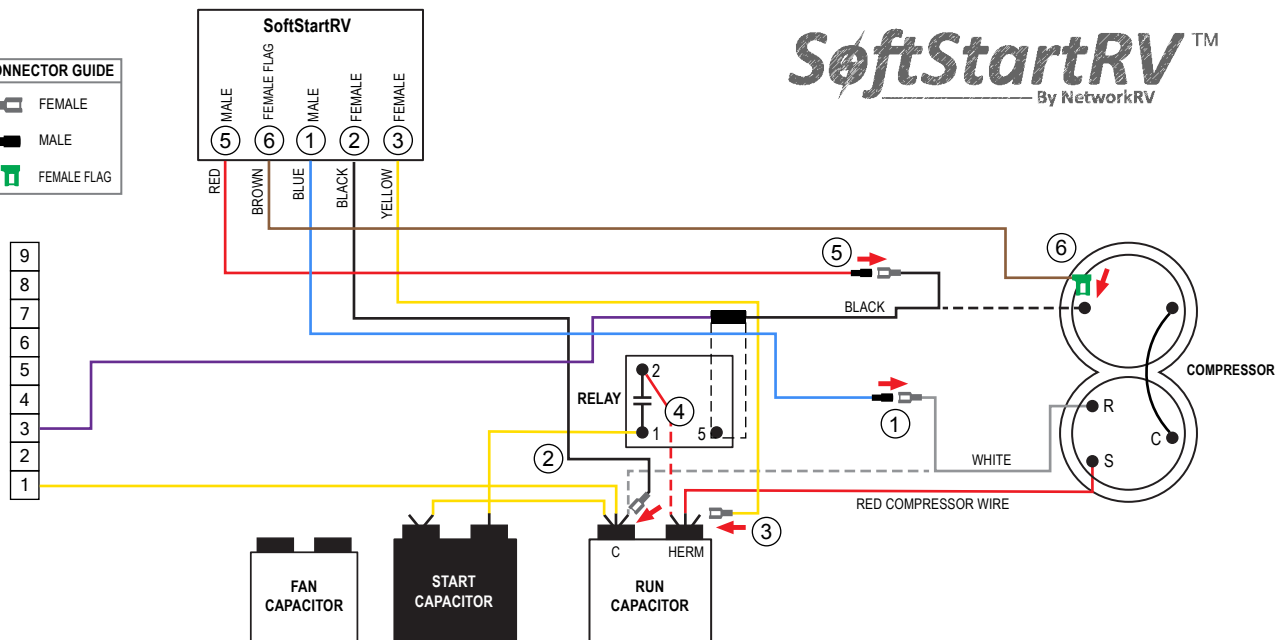 SoftStartRV
SoftStartRV TM
By NetworkRV
ONNECTOR GUIDE
FEMALE
MALE
FEMALE FLAG
MALE
FEMALE FLAG
MALE
FEMALE
FEMALE
5
6
1
2
3
RED
BROWN
BLUE
BLACK
YELLOW
9
8
7
6
5
4
3
2
1
5
6
BLACK
COMPRESSOR
RELAY
2
4
1
5
1
R
C
S
2
WHITE
RED COMPRESSOR WIRE
3
C
HERM
FAN
CAPACITOR
START
CAPACITOR
RUN
CAPACITOR